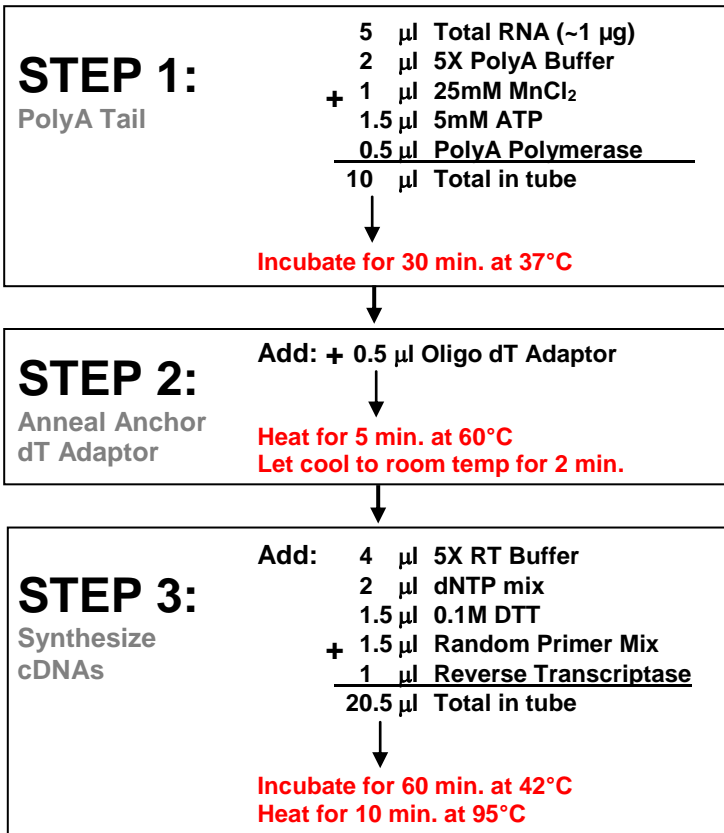 STEP 1:
PolyA Tail
5 µl Total RNA (~1 µg)
2 µl 5X PolyA Buffer
+ 1 µl 25mM MnCl₂
1.5 µl 5mM ATP
0.5 µl PolyA Polymerase
10 µl Total in tube
Incubate for 30 min. at 37°C
STEP 2:
Anneal Anchor
dT Adaptor
Add: + 0.5 µl Oligo dT Adaptor
Heat for 5 min. at 60°C
Let cool to room temp for 2 min.
STEP 3:
Synthesize
cDNAs
Add: 4 µl 5X RT Buffer
2 µl dNTP mix
1.5 µl 0.1M DTT
+ 1.5 µl Random Primer Mix
1 µl Reverse Transcriptase
20.5 µl Total in tube
Incubate for 60 min. at 42°C
Heat for 10 min. at 95°C